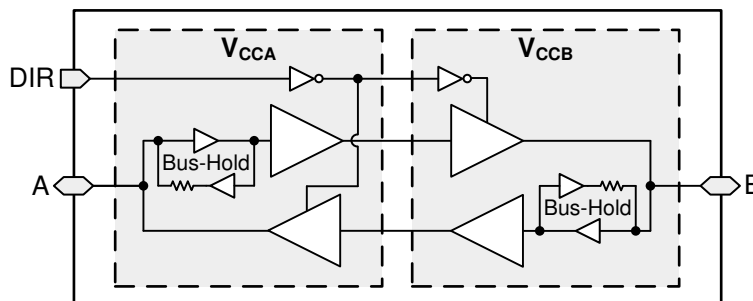 VCCA
VCCB
DIR
Bus-Hold
A
B
Bus-Hold